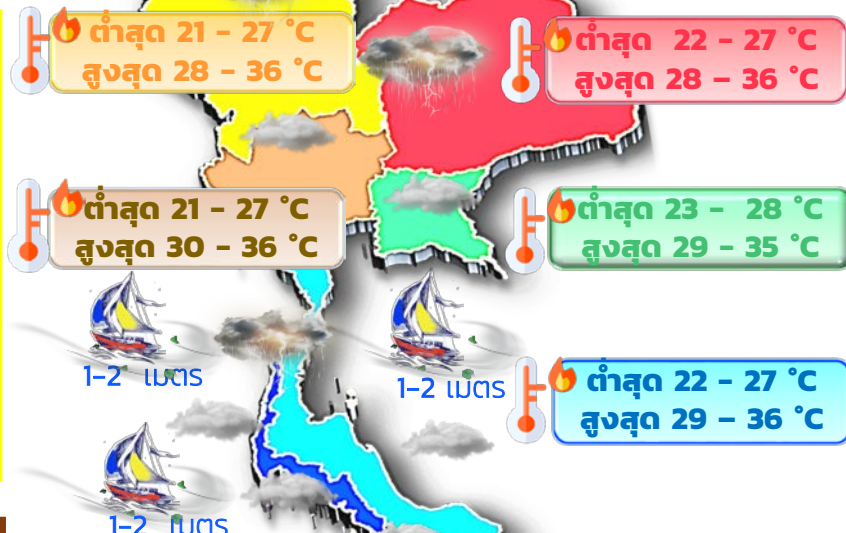 ต่ำสุด 21 - 27 °C
สูงสุด 28 - 36 °C
ต่ำสุด 22 - 27 °C
สูงสุด 28 - 36 °C
ต่ำสุด 21 - 27 °C
สูงสุด 30 - 36 °C
ต่ำสุด 23 - 28 °C
สูงสุด 29 - 35 °C
1-2 เมตร
1-2 เมตร
ต่ำสุด 22 - 27 °C
สูงสุด 29 - 36 °C
1-2 เมตร